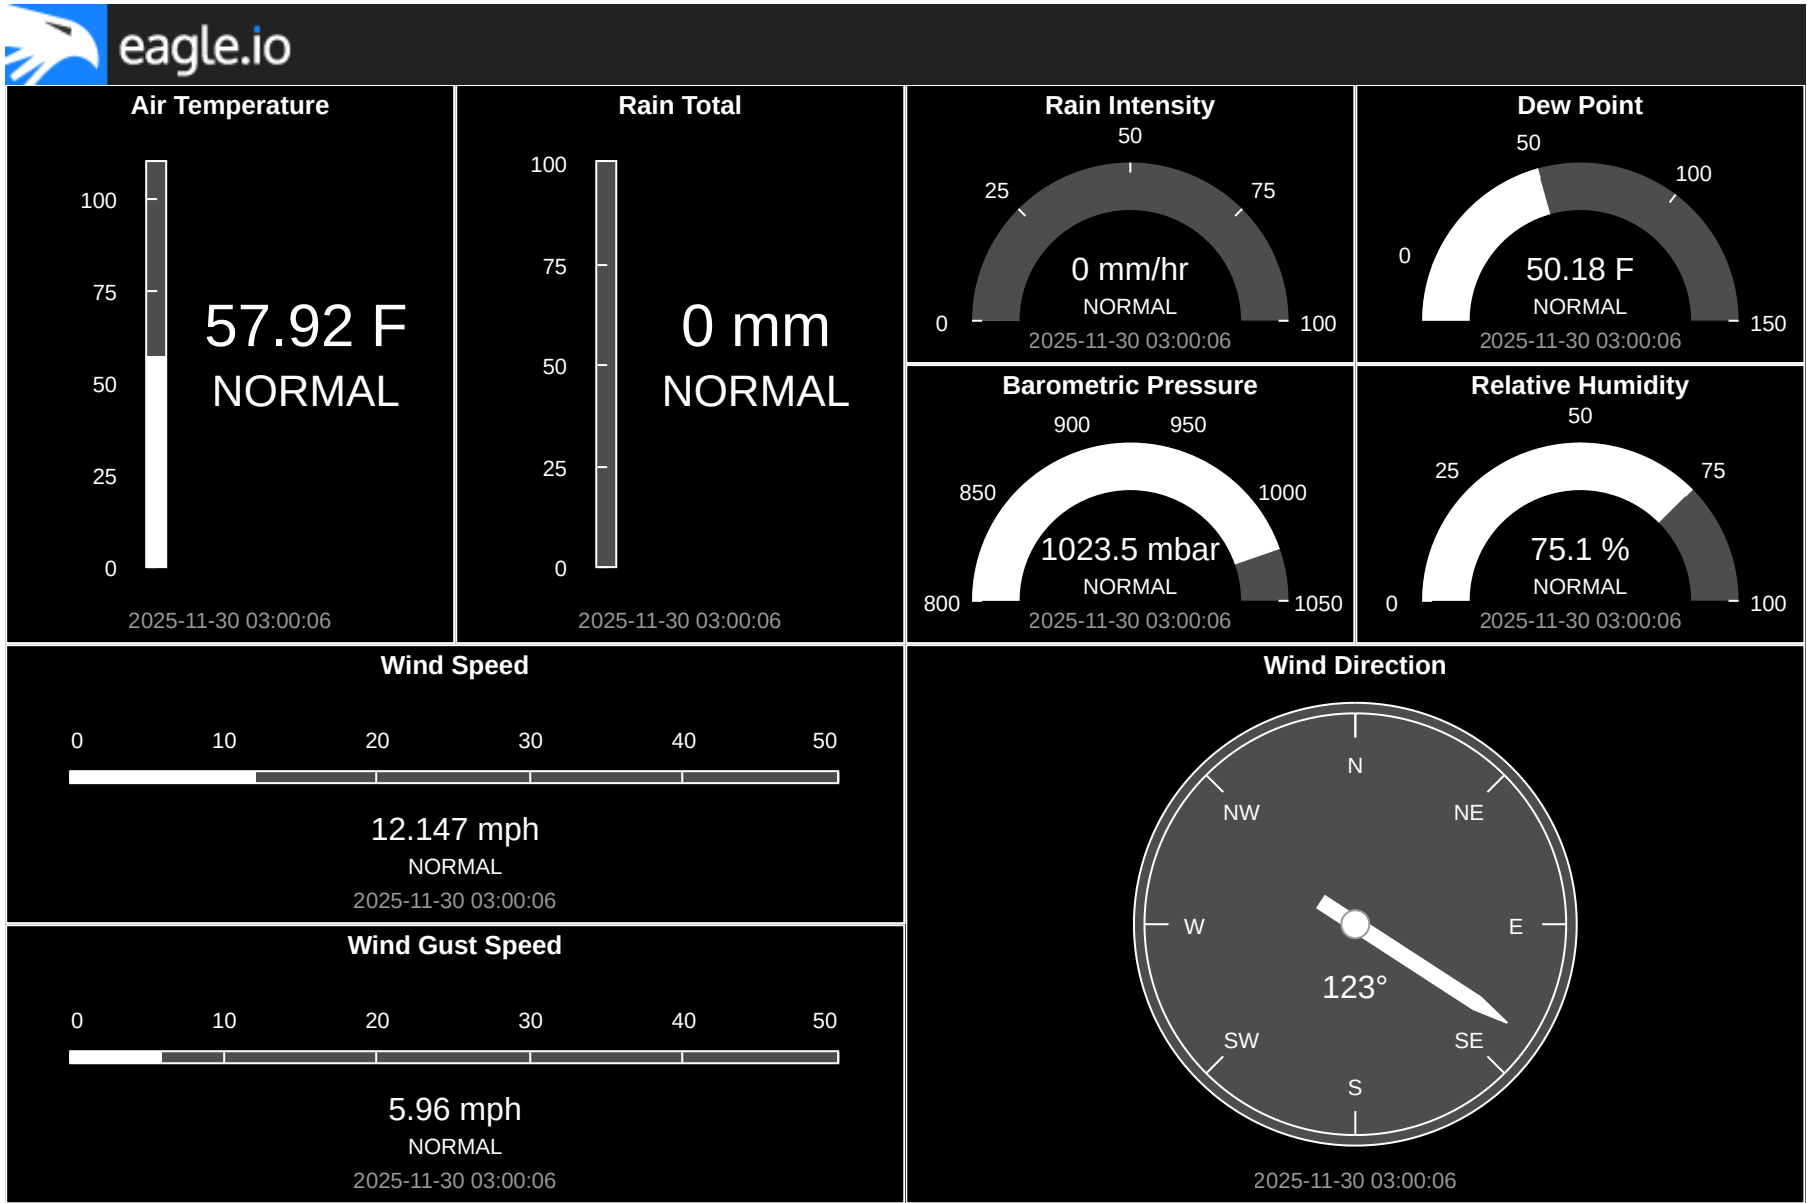 eagle.io
Air Temperature
100
75
50
25
0
57.92 F
NORMAL
2025-11-30 03:00:06
Rain Total
100
75
50
25
0
0 mm
NORMAL
2025-11-30 03:00:06
Rain Intensity
0
25
50
75
100
0 mm/hr
NORMAL
2025-11-30 03:00:06
Dew Point
0
50
100
150
50.18 F
NORMAL
2025-11-30 03:00:06
Barometric Pressure
800
850
900
950
1000
1050
1023.5 mbar
NORMAL
2025-11-30 03:00:06
Relative Humidity
0
25
50
75
100
75.1 %
NORMAL
2025-11-30 03:00:06
Wind Speed
0 10 20 30 40 50
12.147 mph
NORMAL
2025-11-30 03:00:06
Wind Gust Speed
0 10 20 30 40 50
5.96 mph
NORMAL
2025-11-30 03:00:06
Wind Direction
N
NW NE
W E
123°
SW SE
S
2025-11-30 03:00:06